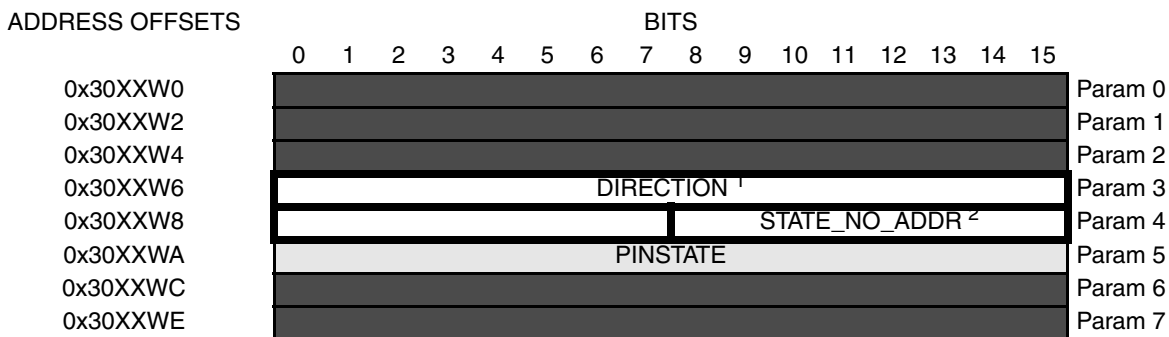 ADDRESS OFFSETS BITS
0 1 2 3 4 5 6 7 8 9 10 11 12 13 14 15
0x30XXW0 Param 0
0x30XXW2 Param 1
0x30XXW4 Param 2
0x30XXW6 DIRECTION 1 Param 3
0x30XXW8 STATE_NO_ADDR 2 Param 4
0x30XXWA PINSTATE Param 5
0x30XXWC Param 6
0x30XXWE Param 7